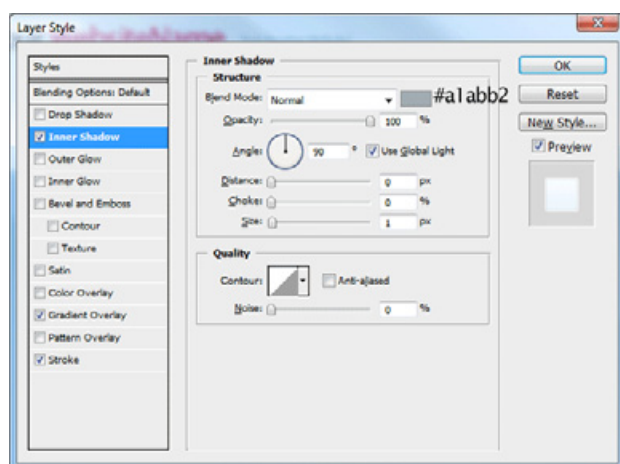 Layer Style
Styles
Blending Options: Default
Drop Shadow
Inner Shadow
Outer Glow
Inner Glow
Bevel and Emboss
Contour
Texture
Satin
Color Overlay
Gradient Overlay
Pattern Overlay
Stroke
Inner Shadow
Structure
Blend Mode: Normal #a1abb2
Opacity: 100 %
Angle: 90 ° Use Global Light
Distance: 0 px
Choke: 0 %
Size: 1 px
Quality
Contour: Anti-aliased
Noise: 0 %
OK
Reset
New Style...
Preview